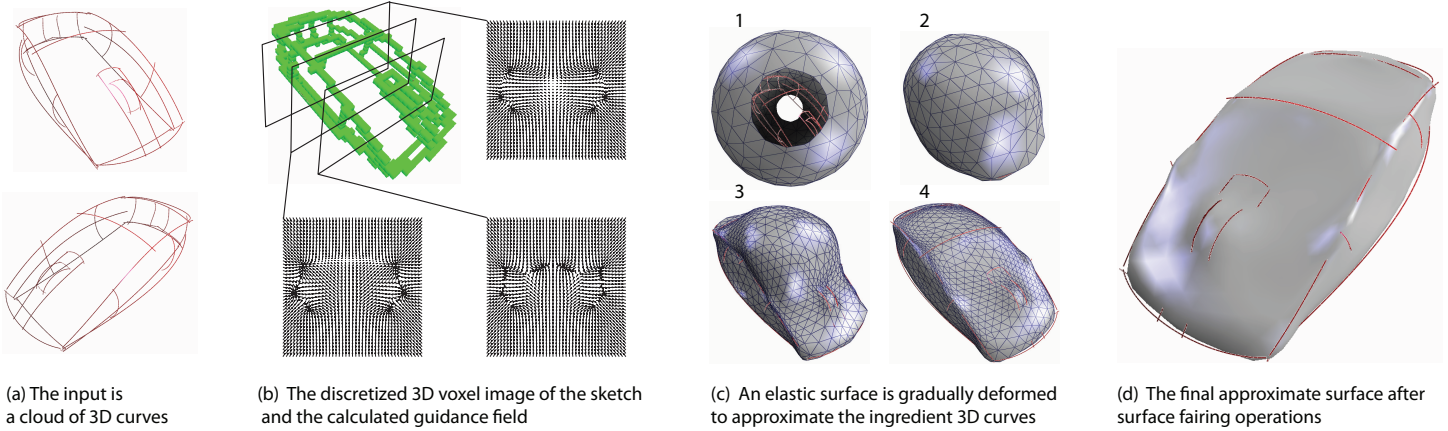 1
2
3
4
(a) The input is
a cloud of 3D curves
(b) The discretized 3D voxel image of the sketch
and the calculated guidance field
(c) An elastic surface is gradually deformed
to approximate the ingredient 3D curves
(d) The final approximate surface after
surface fairing operations